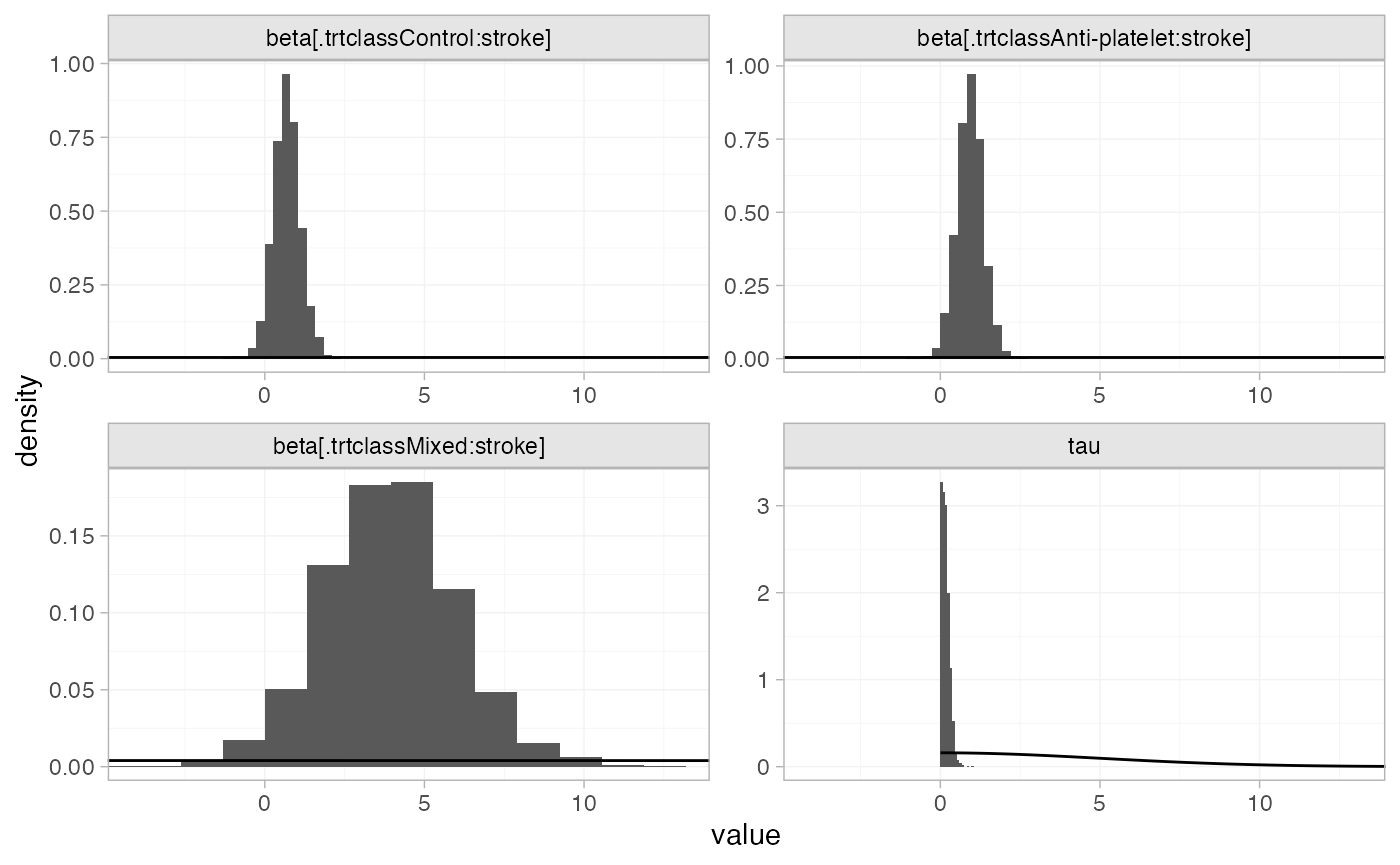 beta[.trtclassControl:stroke]
beta[.trtclassAnti-platelet:stroke]
1.00
0.75
0.50
0.25
0.00
0 5 10
1.00
0.75
0.50
0.25
0.00
0 5 10
density
beta[.trtclassMixed:stroke]
tau
0.15
0.10
0.05
0.00
0 5 10
3
2
1
0
0 5 10
value